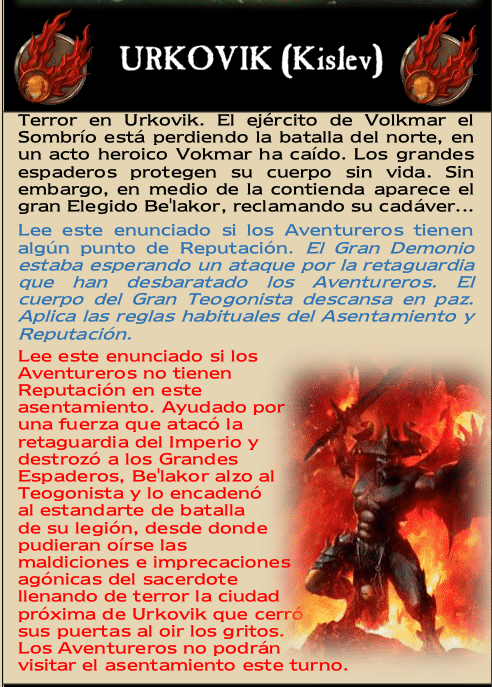 URKOVIK (Kislev)
Terror en Urkovik. El ejército de Volkmar el
Sombrío está perdiendo la batalla del norte, en
un acto heroico Vokmar ha caído. Los grandes
espaderos protegen su cuerpo sin vida. Sin
embargo, en medio de la contienda aparece el
gran Elegido Be'lakor, reclamando su cadáver...
Lee este enunciado si los Aventureros tienen
algún punto de Reputación. El Gran Demonio
estaba esperando un ataque por la retaguardia
que han desbaratado los Aventureros. El
cuerpo del Gran Teogonista descansa en paz.
Aplica las reglas habituales del Asentamiento y
Reputación.
Lee este enunciado si los
Aventureros no tienen
Reputación en este
asentamiento. Ayudado por
una fuerza que atacó la
retaguardia del Imperio y
destrozó a los Grandes
Espaderos, Be'lakor alzo al
Teogonista y lo encadenó
al estandarte de batalla
de su legión, desde donde
pudieran oírse las
maldiciones e imprecaciones
agónicas del sacerdote
llenando de terror la ciudad
próxima de Urkovik que cerró
sus puertas al oir los gritos.
Los Aventureros no podrán
visitar el asentamiento este turno.